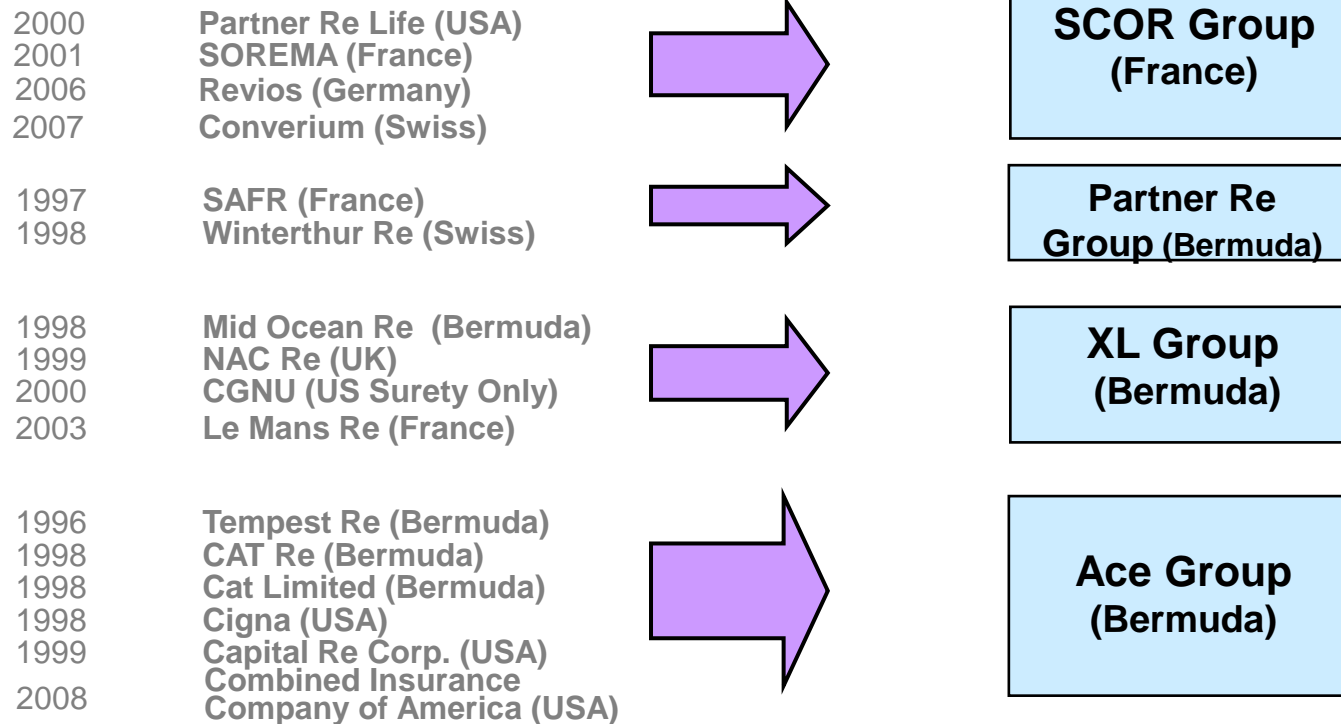 2000 Partner Re Life (USA)
2001 SOREMA (France)
2006 Revios (Germany)
2007 Converium (Swiss)
SCOR Group
(France)
1997 SAFR (France)
1998 Winterthur Re (Swiss)
Partner Re
Group (Bermuda)
1998 Mid Ocean Re (Bermuda)
1999 NAC Re (UK)
2000 CGNU (US Surety Only)
2003 Le Mans Re (France)
XL Group
(Bermuda)
1996 Tempest Re (Bermuda)
1998 CAT Re (Bermuda)
1998 Cat Limited (Bermuda)
1998 Cigna (USA)
1999 Capital Re Corp. (USA)
2008 Combined Insurance
Company of America (USA)
Ace Group
(Bermuda)